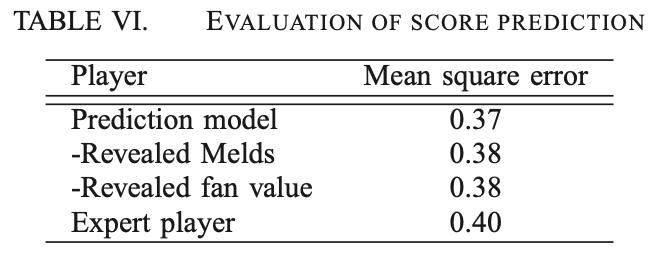 TABLE VI. EVALUATION OF SCORE PREDICTION
Player Mean square error
Prediction model 0.37
-Revealed Melds 0.38
-Revealed fan value 0.38
Expert player 0.40